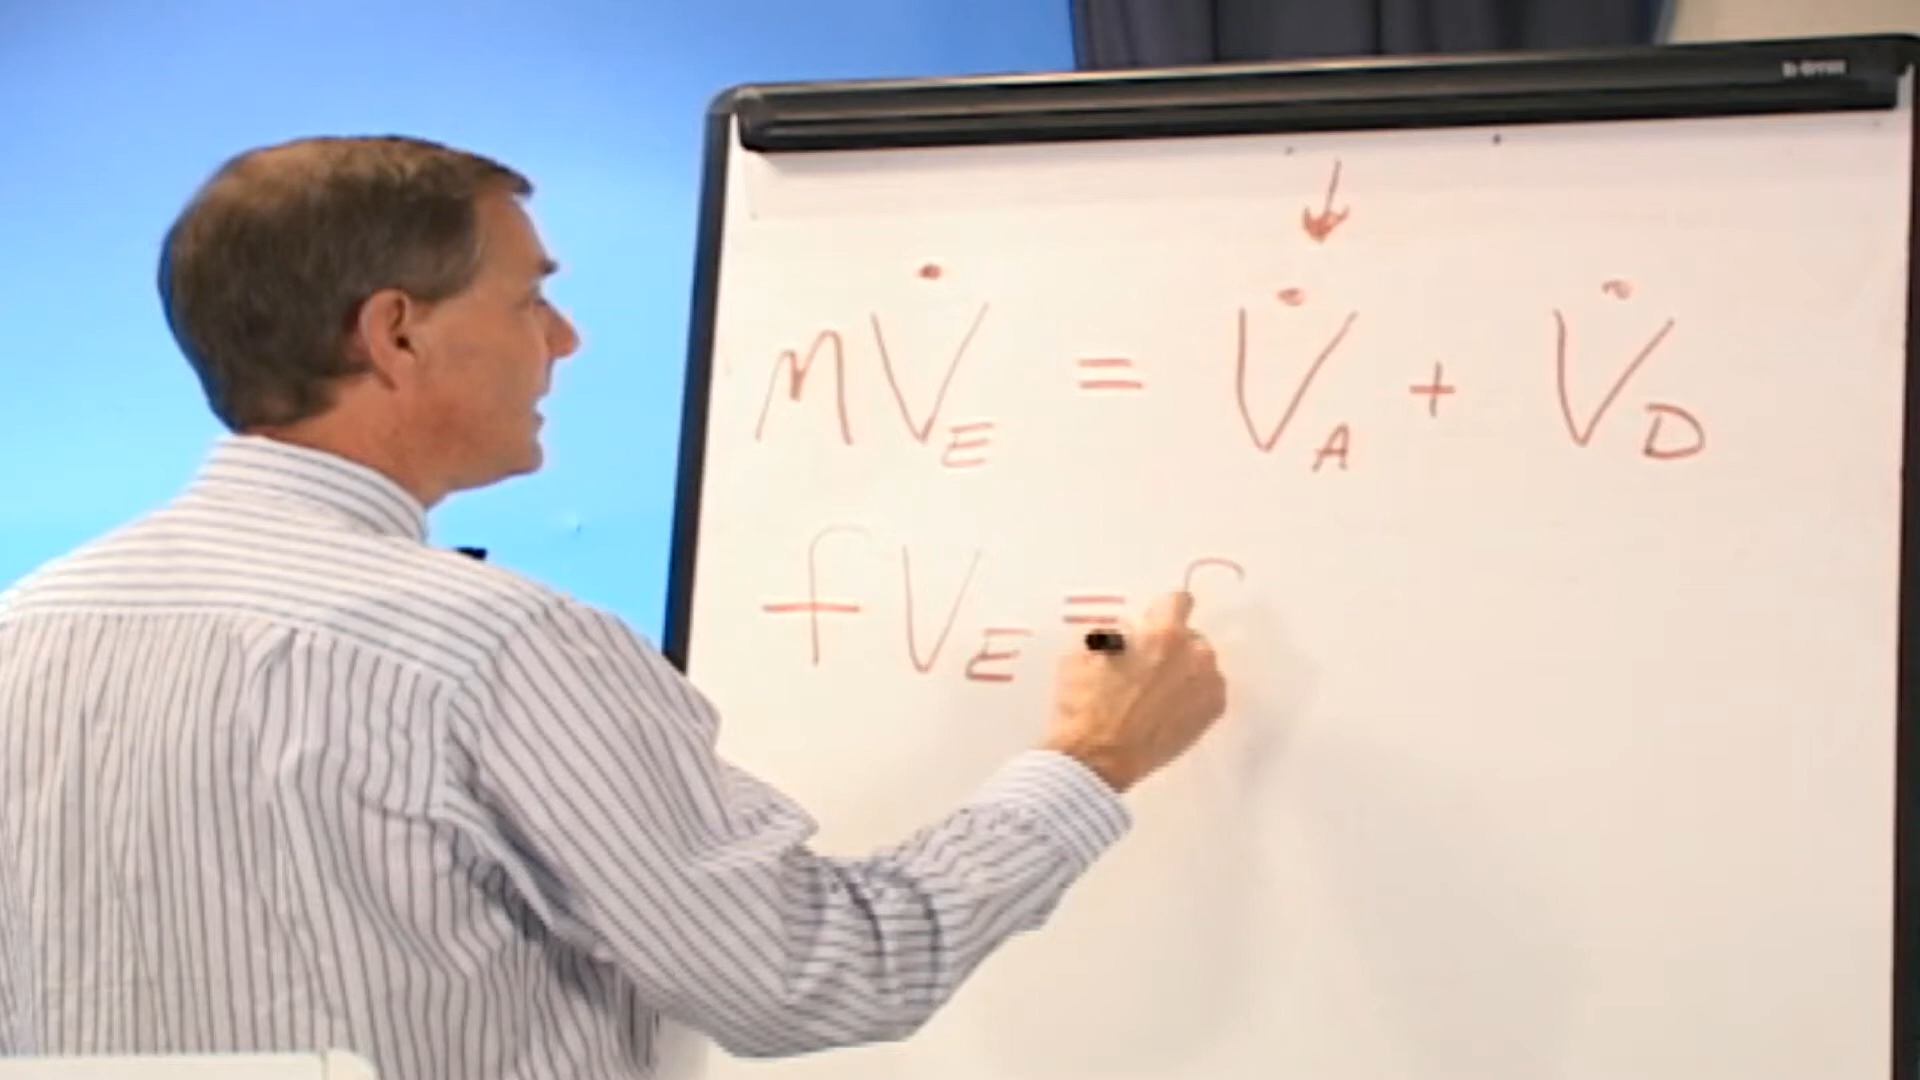 mV̇E = V̇A + V̇D
fVE = f